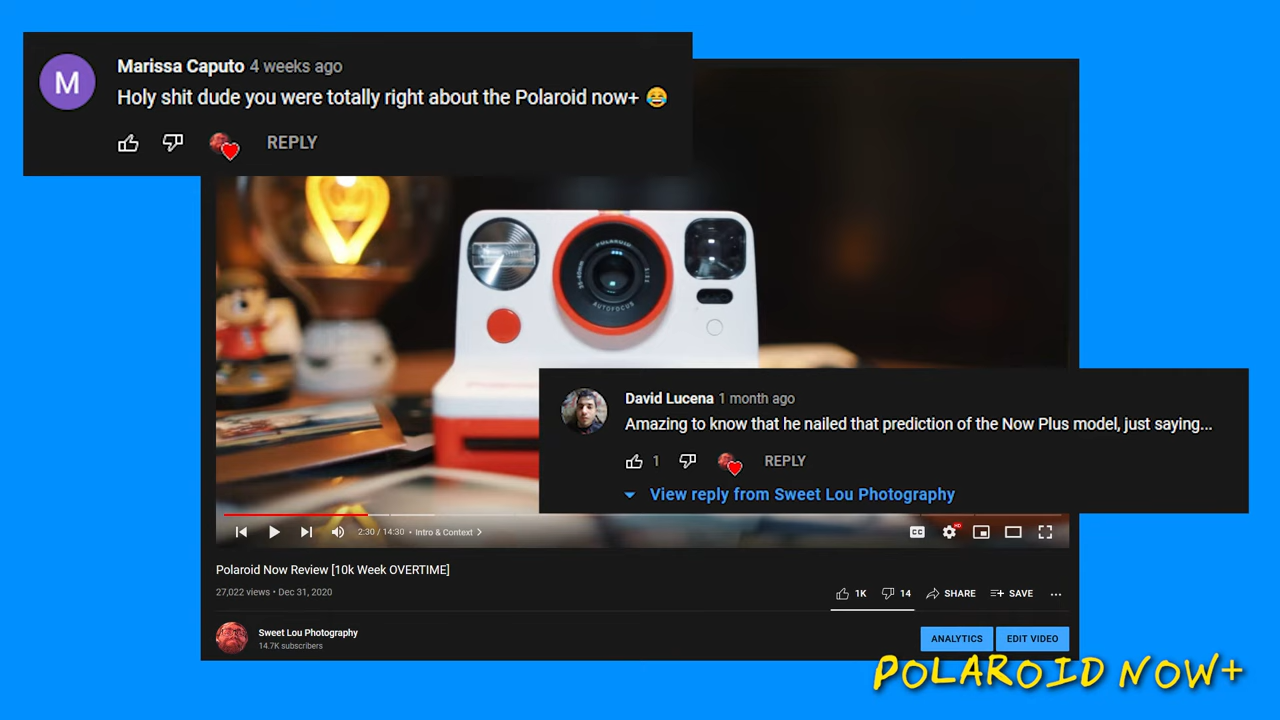 M
Marissa Caputo 4 weeks ago
Holy shit dude you were totally right about the Polaroid now+ 😂
REPLY
POLAROID
AUTOFOCUS
David Lucena 1 month ago
Amazing to know that he nailed that prediction of the Now Plus model, just saying...
1
REPLY
View reply from Sweet Lou Photography
2:30 / 14:30 • Intro & Context
CC
HD
Polaroid Now Review [10k Week OVERTIME]
27,022 views • Dec 31, 2020
1K
14
SHARE
SAVE
Sweet Lou Photography
14.7K subscribers
ANALYTICS
EDIT VIDEO
POLAROID NOW+